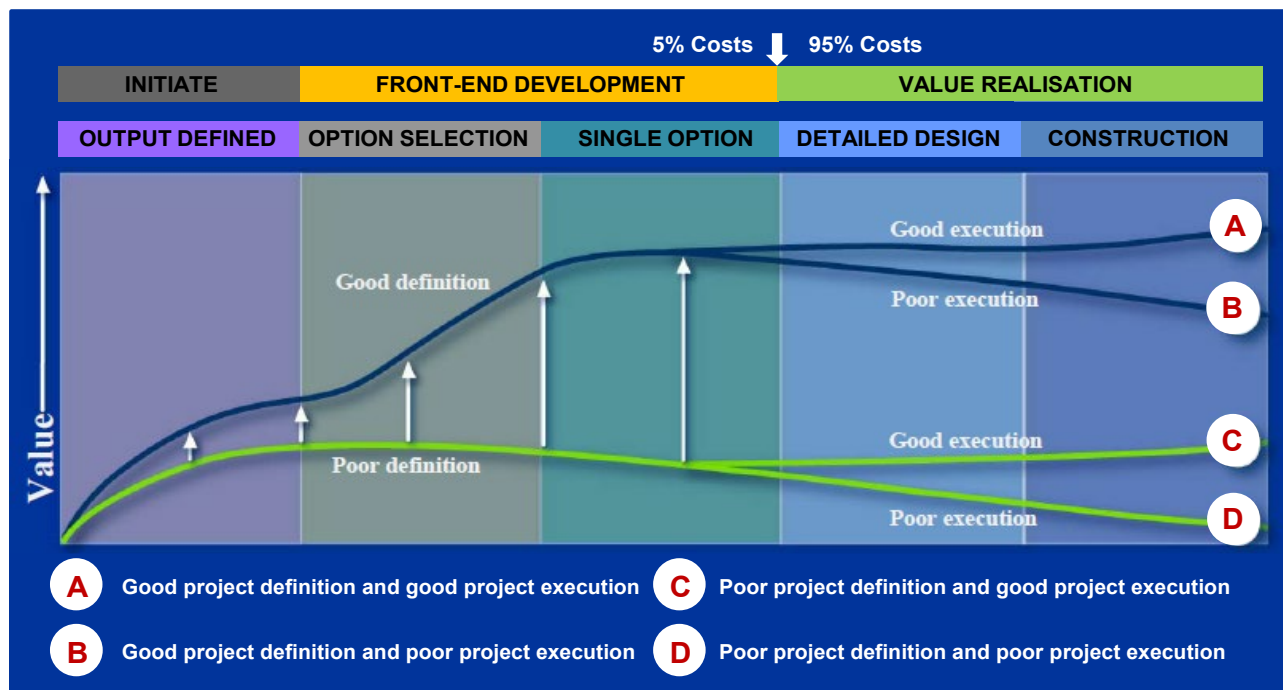 5% Costs 95% Costs
INITIATE FRONT-END DEVELOPMENT VALUE REALISATION
OUTPUT DEFINED OPTION SELECTION SINGLE OPTION DETAILED DESIGN CONSTRUCTION
Value
Good definition
Poor definition
Good execution
A
Poor execution
B
Good execution
C
Poor execution
D
A Good project definition and good project execution
C Poor project definition and good project execution
B Good project definition and poor project execution
D Poor project definition and poor project execution